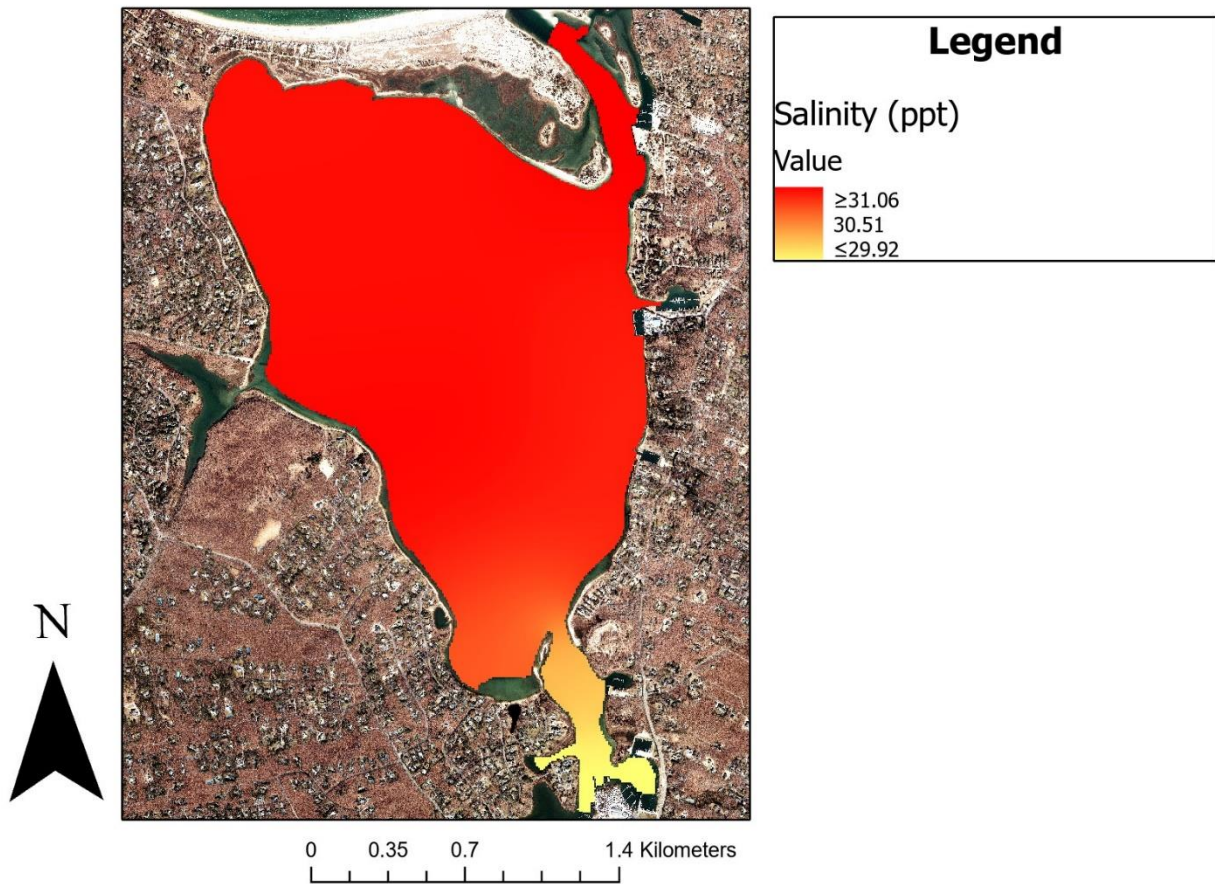 Legend
Salinity (ppt)
Value
≥31.06
30.51
≤29.92
N
0 0.35 0.7 1.4 Kilometers